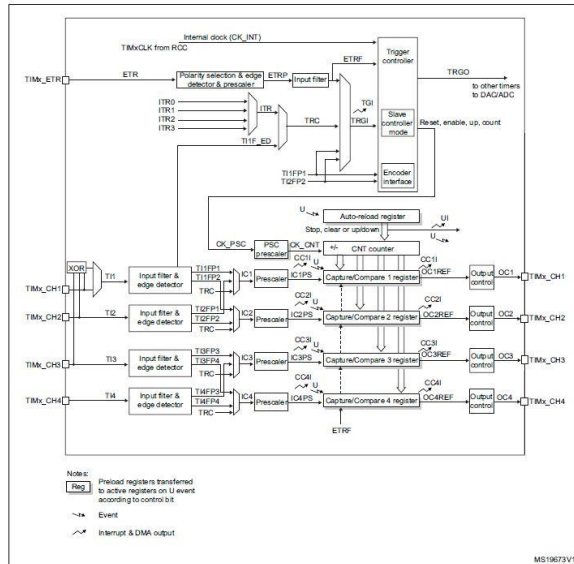 Internal clock (CK_INT)
TIMxCLK from RCC
Trigger
controller
TRGO
to other timers
to DAC/ADC
TIMx_ETR
ETR
Polarity selection & edge
detector & prescaler
ETRP
Input filter
ETRF
ITR0
ITR1
ITR2
ITR3
ITR
TRC
TI1F_ED
TRGI
TGI
Slave
controller
mode
Reset, enable, up, count
TI1FP1
TI2FP2
Encoder
interface
U
Auto-reload register
UI
Stop, clear or up/down
U
CK_PSC
PSC
prescaler
CK_CNT
+/-
CNT counter
XOR
TI1
TIMx_CH1
Input filter &
edge detector
TI1FP1
TI1FP2
TRC
IC1
Prescaler
IC1PS
CC1I
U
Capture/Compare 1 register
CC1I
OC1REF
Output
control
OC1
TIMx_CH1
TIMx_CH2
TI2
Input filter &
edge detector
TI2FP1
TI2FP2
TRC
IC2
Prescaler
IC2PS
CC2I
U
Capture/Compare 2 register
CC2I
OC2REF
Output
control
OC2
TIMx_CH2
TIMx_CH3
TI3
Input filter &
edge detector
TI3FP3
TI3FP4
TRC
IC3
Prescaler
IC3PS
CC3I
U
Capture/Compare 3 register
CC3I
OC3REF
Output
control
OC3
TIMx_CH3
TIMx_CH4
TI4
Input filter &
edge detector
TI4FP3
TI4FP4
TRC
IC4
Prescaler
IC4PS
CC4I
U
Capture/Compare 4 register
CC4I
OC4REF
Output
control
OC4
TIMx_CH4
ETRF
Notes:
Reg
Preload registers transferred
to active registers on U event
according to control bit
Event
Interrupt & DMA output
MS19673V1